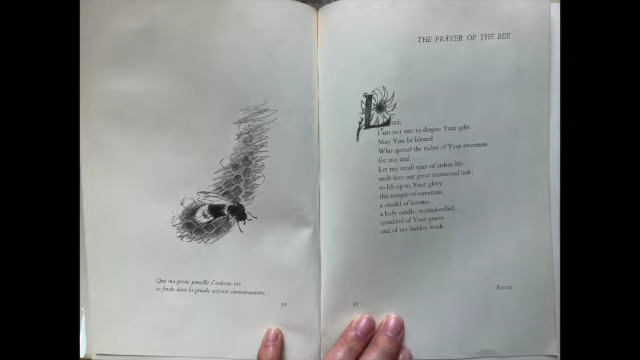 Que ma petite parcelle d'ardente vie
se fonde dans la grande activité communautaire,
THE PRAYER OF THE BEE
Lord,
I am not one to despise Your gifts.
May You be blessed
Who spread the riches of Your sweetness
for my zeal. . . .
Let my small span of ardent life
melt into our great communal task;
to lift up to Your glory
this temple of sweetness,
a citadel of incense,
a holy candle, myriad-celled,
moulded of Your graces
and of my hidden work.